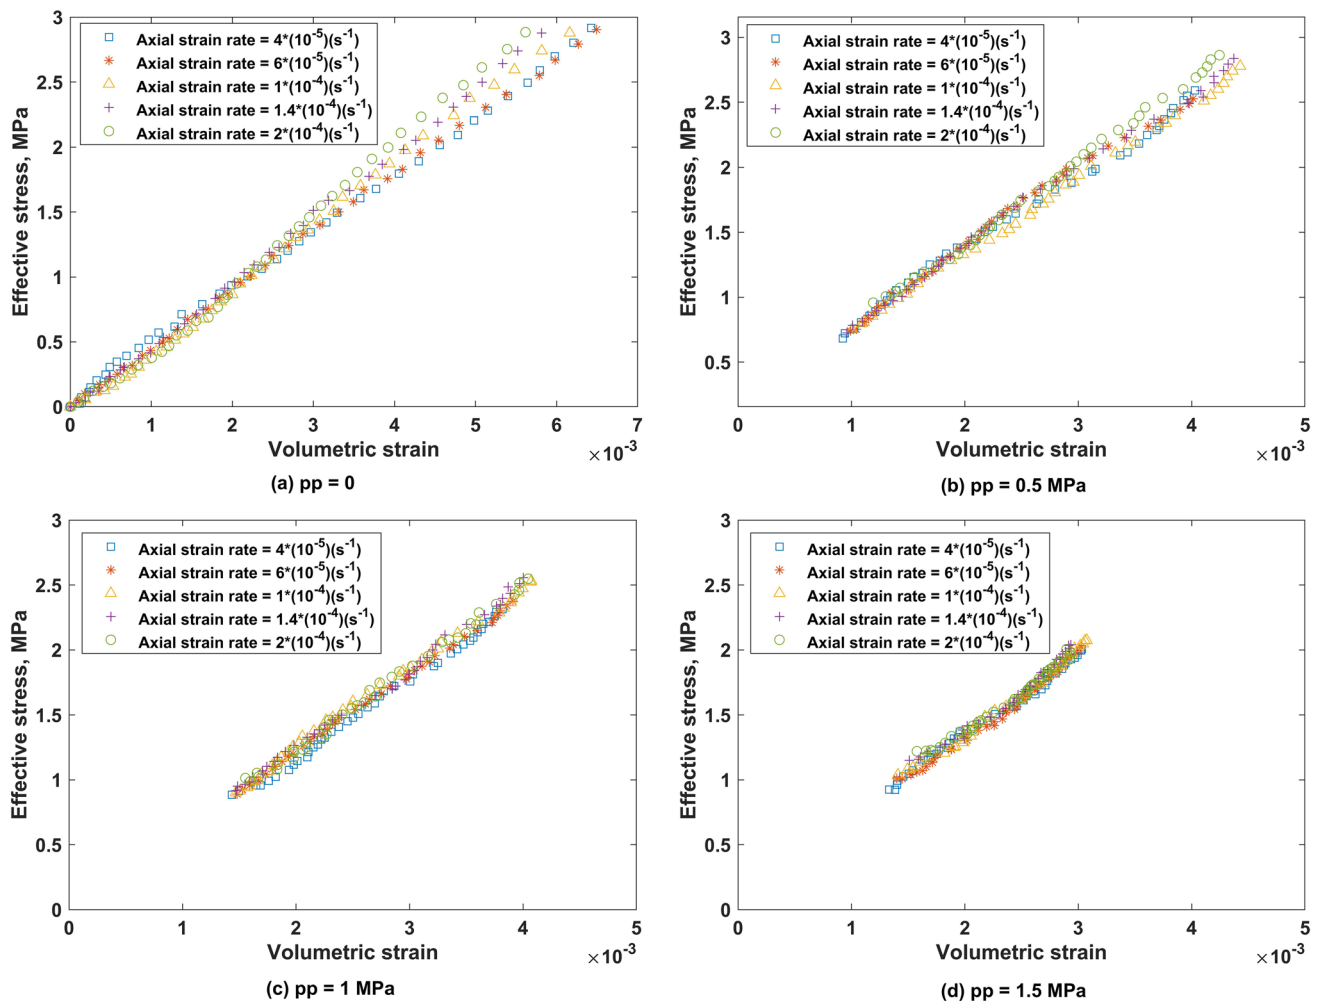 3
2.5
2
1.5
1
0.5
0
Effective stress, MPa
Axial strain rate = 4*(10-5)(s-1)
Axial strain rate = 6*(10-5)(s-1)
Axial strain rate = 1*(10-4)(s-1)
Axial strain rate = 1.4*(10-4)(s-1)
Axial strain rate = 2*(10-4)(s-1)
0 1 2 3 4 5 6 7
Volumetric strain
×10-3
(a) pp = 0
3
2.5
2
1.5
1
0.5
Effective stress, MPa
Axial strain rate = 4*(10-5)(s-1)
Axial strain rate = 6*(10-5)(s-1)
Axial strain rate = 1*(10-4)(s-1)
Axial strain rate = 1.4*(10-4)(s-1)
Axial strain rate = 2*(10-4)(s-1)
0 1 2 3 4 5
Volumetric strain
×10-3
(b) pp = 0.5 MPa
3
2.5
2
1.5
1
0.5
0
Effective stress, MPa
Axial strain rate = 4*(10-5)(s-1)
Axial strain rate = 6*(10-5)(s-1)
Axial strain rate = 1*(10-4)(s-1)
Axial strain rate = 1.4*(10-4)(s-1)
Axial strain rate = 2*(10-4)(s-1)
0 1 2 3 4 5
Volumetric strain
×10-3
(c) pp = 1 MPa
3
2.5
2
1.5
1
0.5
0
Effective stress, MPa
Axial strain rate = 4*(10-5)(s-1)
Axial strain rate = 6*(10-5)(s-1)
Axial strain rate = 1*(10-4)(s-1)
Axial strain rate = 1.4*(10-4)(s-1)
Axial strain rate = 2*(10-4)(s-1)
0 1 2 3 4 5
Volumetric strain
×10-3
(d) pp = 1.5 MPa